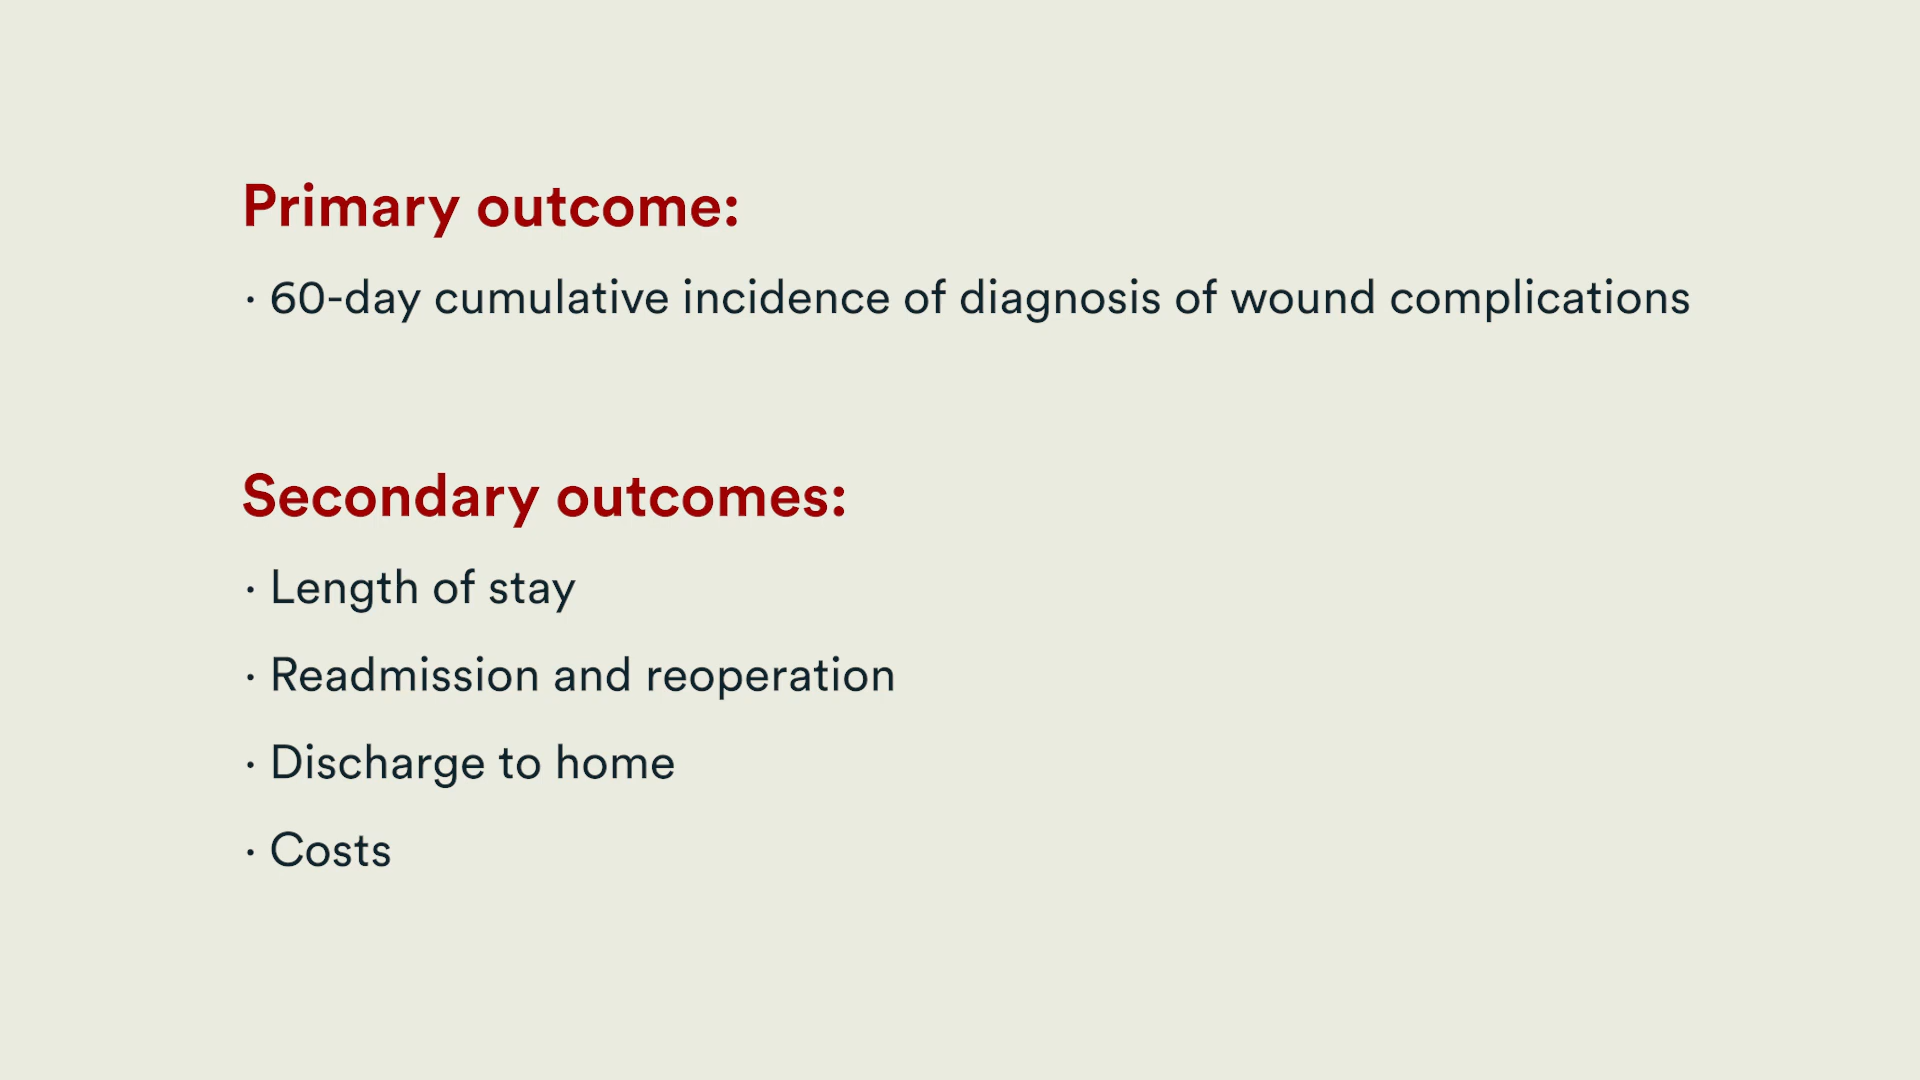 Primary outcome:
· 60-day cumulative incidence of diagnosis of wound complications
Secondary outcomes:
· Length of stay
· Readmission and reoperation
· Discharge to home
· Costs